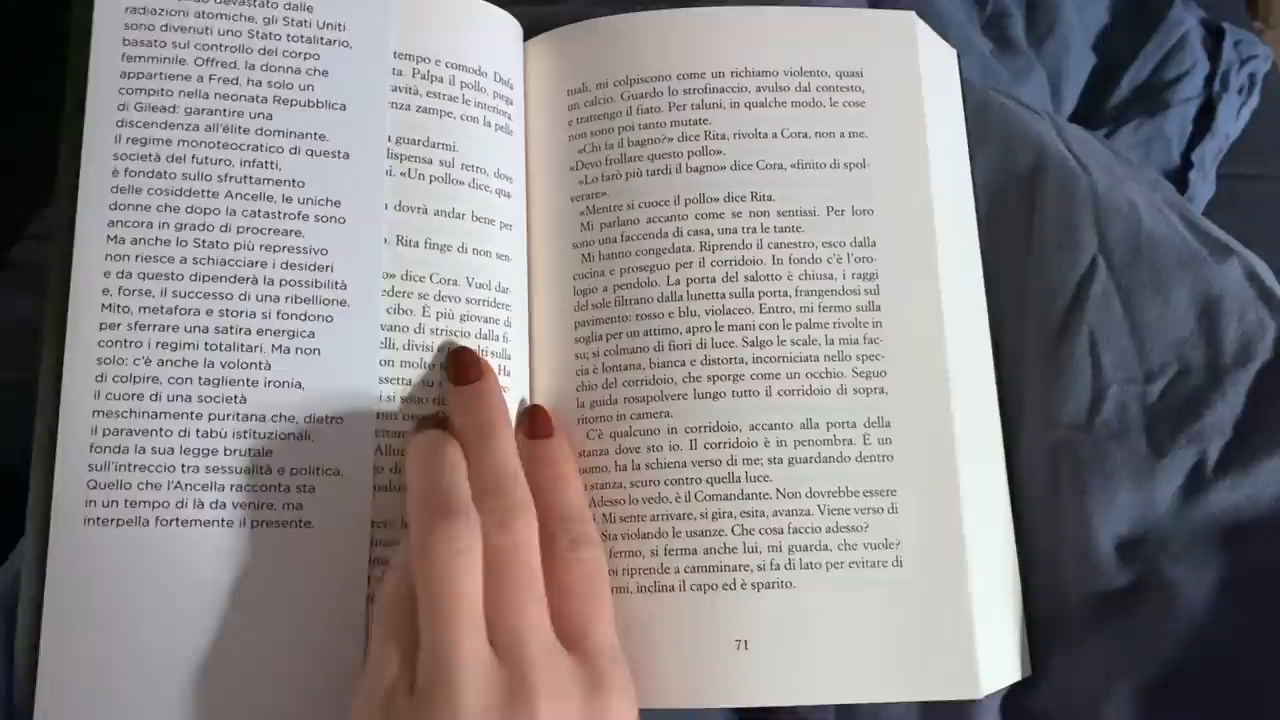 devastato dalle
radiazioni atomiche, gli Stati Uniti
sono divenuti uno Stato totalitario,
basato sul controllo del corpo
femminile. Offred, la donna che
appartiene a Fred, ha solo un
compito nella neonata Repubblica
di Gilead: garantire una
discendenza all'élite dominante.
Il regime monoteocratico di questa
società del futuro, infatti,
è fondato sullo sfruttamento
delle cosiddette Ancelle, le uniche
donne che dopo la catastrofe sono
ancora in grado di procreare.
Ma anche lo Stato più repressivo
non riesce a schiacciare i desideri
e da questo dipenderà la possibilità
e, forse, il successo di una ribellione.
Mito, metafora e storia si fondono
per sferrare una satira energica
contro i regimi totalitari. Ma non
solo: c'è anche la volontà
di colpire, con tagliente ironia,
il cuore di una società
meschinamente puritana che, dietro
il paravento di tabù istituzionali,
fonda la sua legge brutale
sull'intreccio tra sessualità e politica.
Quello che l'Ancella racconta sta
in un tempo di là da venire, ma
interpella fortemente il presente.
tempo e comodo Disfa
ta. Palpa il pollo, piega
avità, estrae le interiora.
nza zampe, con la pelle
guardarmi.
dispensa sul retro, dove
i. «Un pollo» dice, qua-
dovrà andar bene per
Rita finge di non sen-
o» dice Cora. Vuol dar-
edere se devo sorridere:
cibo. È più giovane di
vano di striscio dalla fi-
elli, divisi sulla
on molto Ha
tuali, mi colpiscono come un richiamo violento, quasi
un calcio. Guardo lo strofinaccio, avulso dal contesto,
e trattengo il fiato. Per taluni, in qualche modo, le cose
non sono poi tanto mutate.
«Chi fa il bagno?» dice Rita, rivolta a Cora, non a me.
«Devo frollare questo pollo».
«Lo farò più tardi il bagno» dice Cora, «finito di spol-
verare».
«Mentre si cuoce il pollo» dice Rita.
Mi parlano accanto come se non sentissi. Per loro
sono una faccenda di casa, una tra le tante.
Mi hanno congedata. Riprendo il canestro, esco dalla
cucina e proseguo per il corridoio. In fondo c'è l'oro-
logio a pendolo. La porta del salotto è chiusa, i raggi
del sole filtrano dalla lunetta sulla porta, frangendosi sul
pavimento: rosso e blu, violaceo. Entro, mi fermo sulla
soglia per un attimo, apro le mani con le palme rivolte in
su; si colmano di fiori di luce. Salgo le scale, la mia fac-
cia è lontana, bianca e distorta, incorniciata nello spec-
chio del corridoio, che sporge come un occhio. Seguo
la guida rosapolvere lungo tutto il corridoio di sopra,
ritorno in camera.
C'è qualcuno in corridoio, accanto alla porta della
stanza dove sto io. Il corridoio è in penombra. È un
uomo, ha la schiena verso di me; sta guardando dentro
stanza, scuro contro quella luce.
Adesso lo vedo, è il Comandante. Non dovrebbe essere
Mi sente arrivare, si gira, esita, avanza. Viene verso di
Sta violando le usanze. Che cosa faccio adesso?
fermo, si ferma anche lui, mi guarda, che vuole?
oi riprende a camminare, si fa di lato per evitare di
rmi, inclina il capo ed è sparito.
71